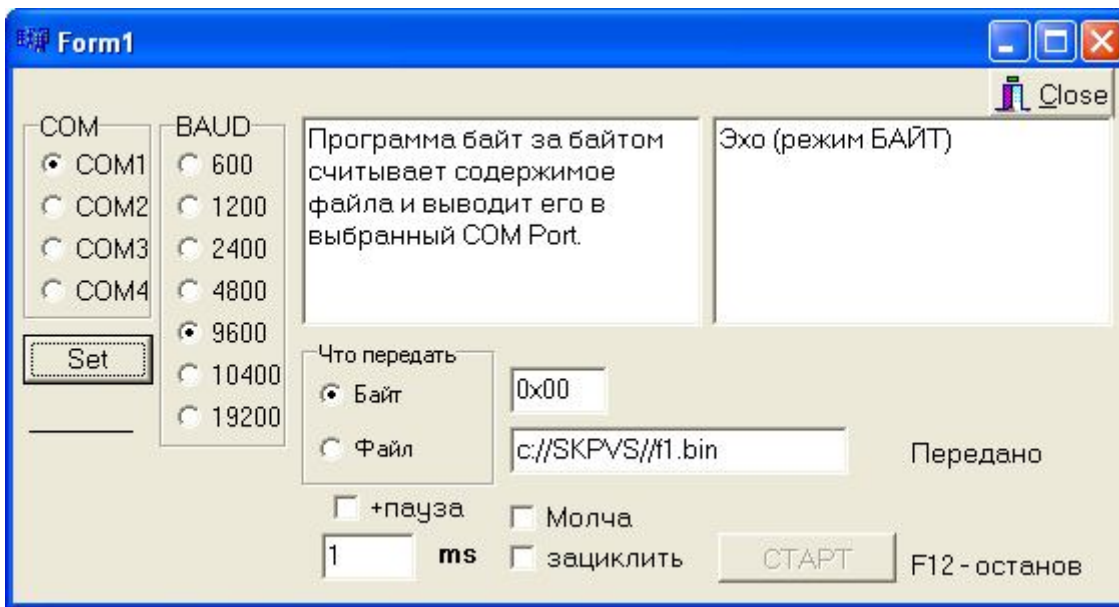 Form1
Close
COM
COM1
COM2
COM3
COM4
Set
BAUD
600
1200
2400
4800
9600
10400
19200
Программа байт за байтом
считывает содержимое
файла и выводит его в
выбранный COM Port.
Эхо (режим БАЙТ)
Что передать
Байт
0x00
Файл
c://SKPVS//f1.bin
Передано
+пауза
1 ms
Молча
зациклить
СТАРТ
F12 - останов